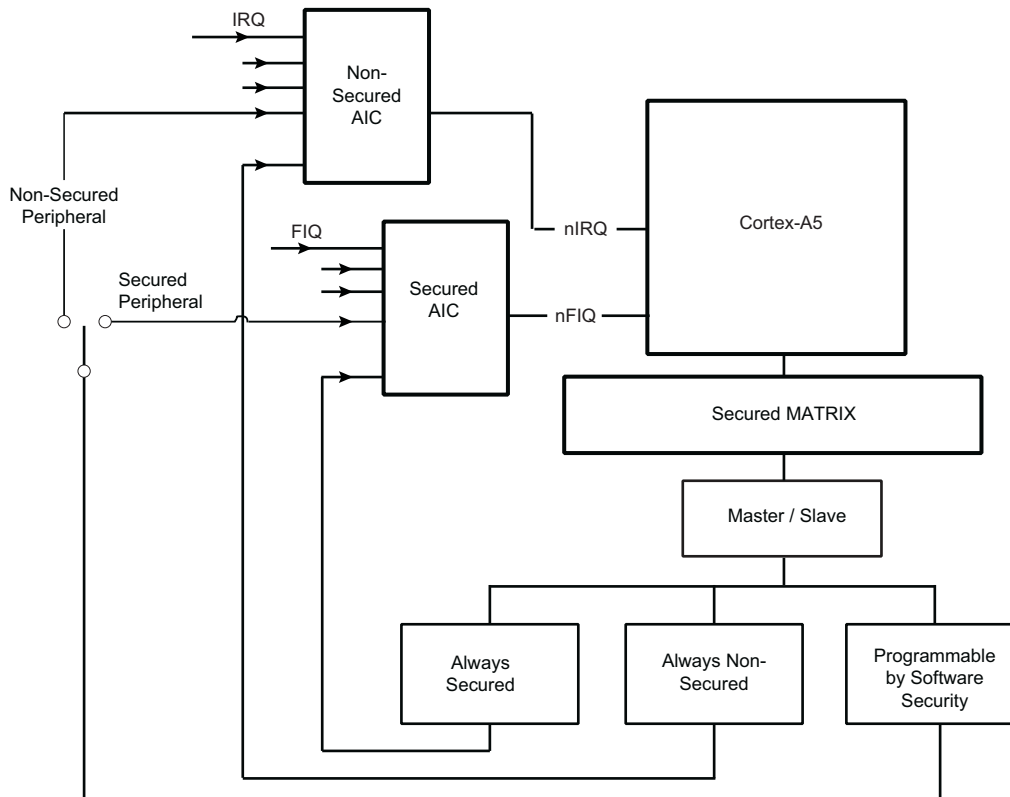 IRQ
Non-
Secured
AIC
Non-Secured
Peripheral
Cortex-A5
nIRQ
FIQ
Secured
Peripheral
Secured
AIC
nFIQ
Secured MATRIX
Master / Slave
Always
Secured
Always Non-
Secured
Programmable
by Software
Security